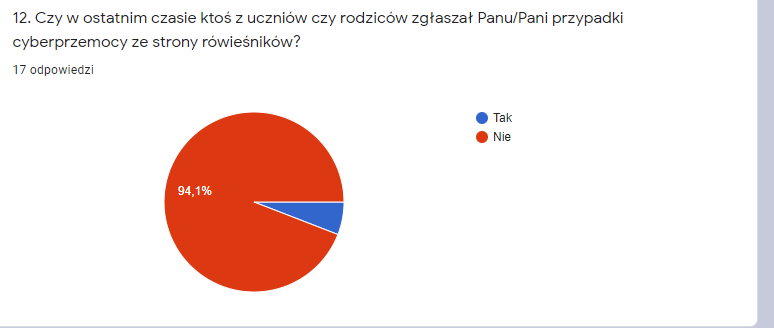 12. Czy w ostatnim czasie ktoś z uczniów czy rodziców zgłaszał Panu/Pani przypadki
cyberprzemocy ze strony rówieśników?
17 odpowiedzi
Tak
Nie
94,1%